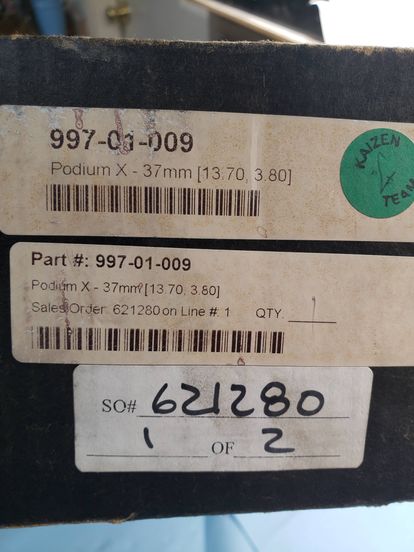 997-01-009
Podium X - 37mm [13.70, 3.80]
KAIZEN
TEAM
Part #: 997-01-009
Podium X - 37mm [13.70, 3.80]
Sales Order: 621280 on Line #: 1 QTY. 1
SO# 621280
1 OF 2